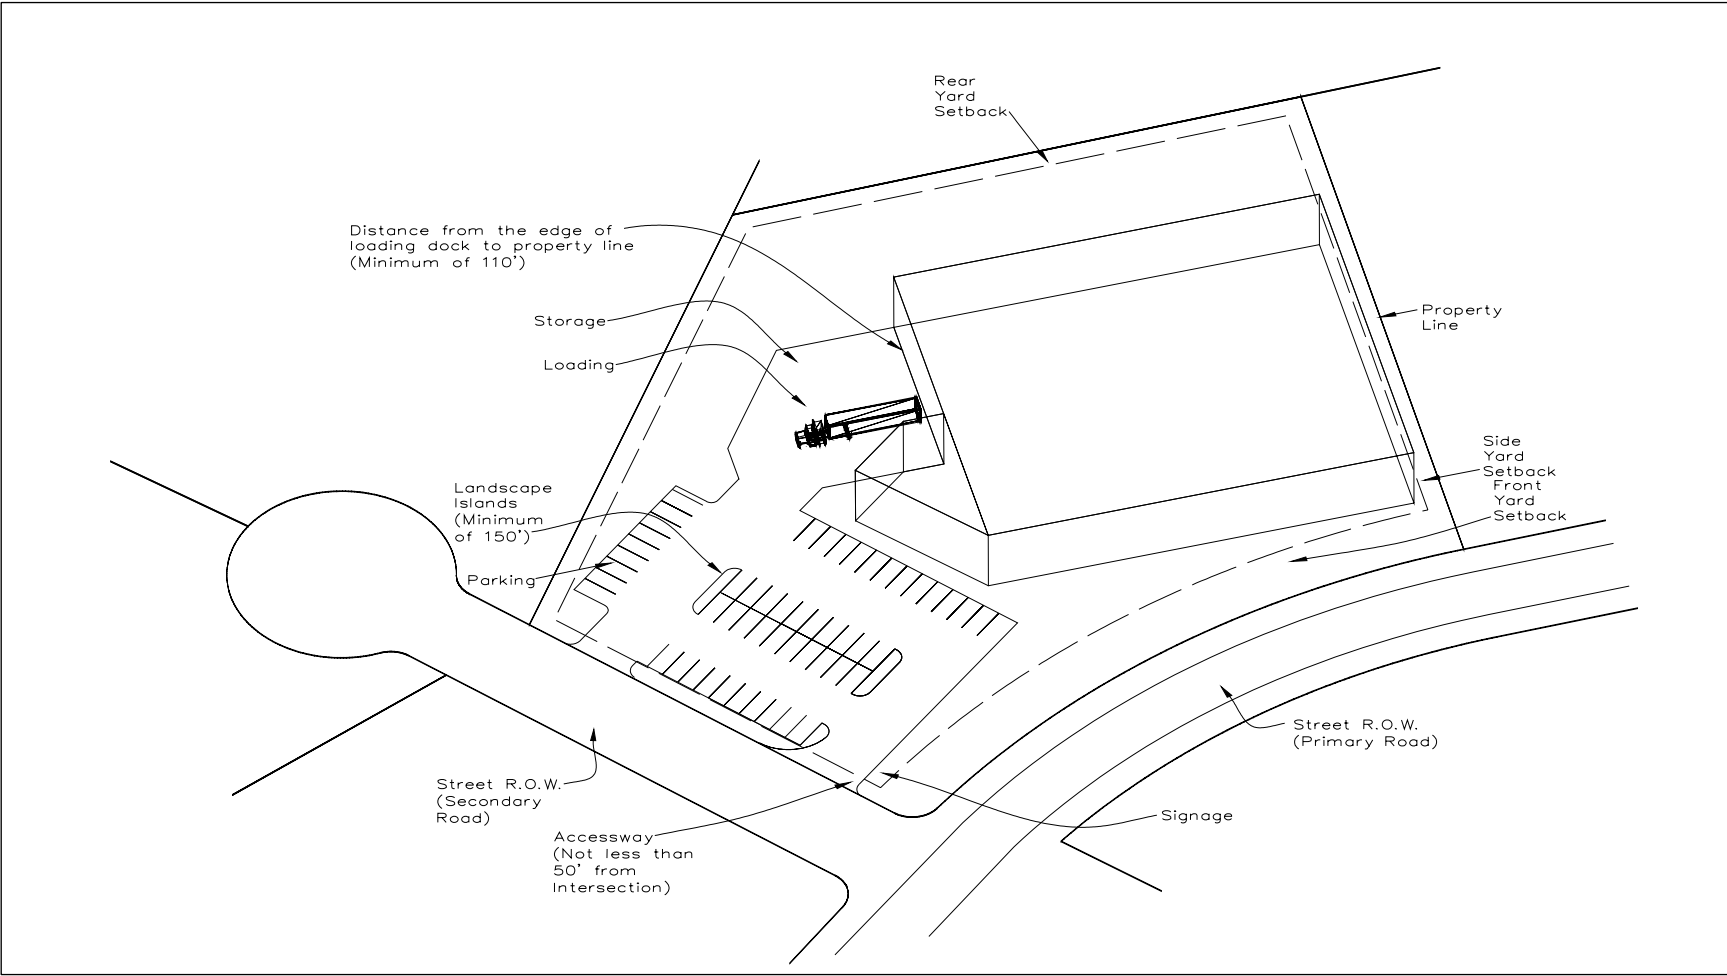 Rear
Yard
Setback
Distance from the edge of
loading dock to property line
(Minimum of 110')
Storage
Loading
Property
Line
Side
Yard
Setback
Front
Yard
Setback
Landscape
Islands
(Minimum
of 150')
Parking
Street R.O.W.
(Primary Road)
Street R.O.W.
(Secondary
Road)
Signage
Accessway
(Not less than
50' from
Intersection)